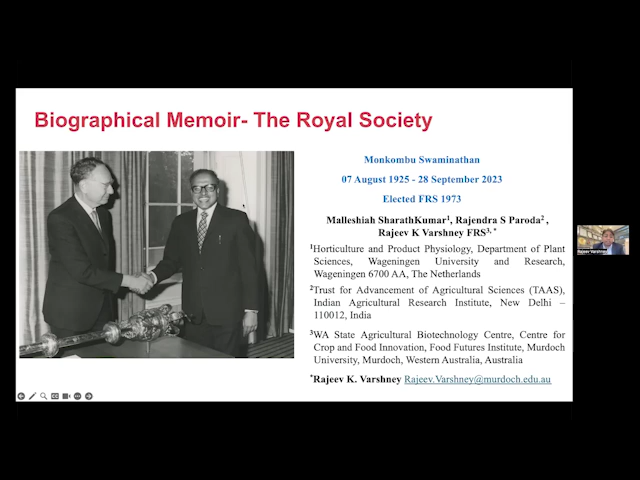 Biographical Memoir- The Royal Society
Monkombu Swaminathan
07 August 1925 - 28 September 2023
Elected FRS 1973
Malleshiah SharathKumar1, Rajendra S Paroda2 ,
Rajeev K Varshney FRS3, *
1Horticulture and Product Physiology, Department of Plant
Sciences, Wageningen University and Research,
Wageningen 6700 AA, The Netherlands
2Trust for Advancement of Agricultural Sciences (TAAS),
Indian Agricultural Research Institute, New Delhi –
110012, India
3WA State Agricultural Biotechnology Centre, Centre for
Crop and Food Innovation, Food Futures Institute, Murdoch
University, Murdoch, Western Australia, Australia
*Rajeev K. Varshney Rajeev.Varshney@murdoch.edu.au
Rajeev Varshney